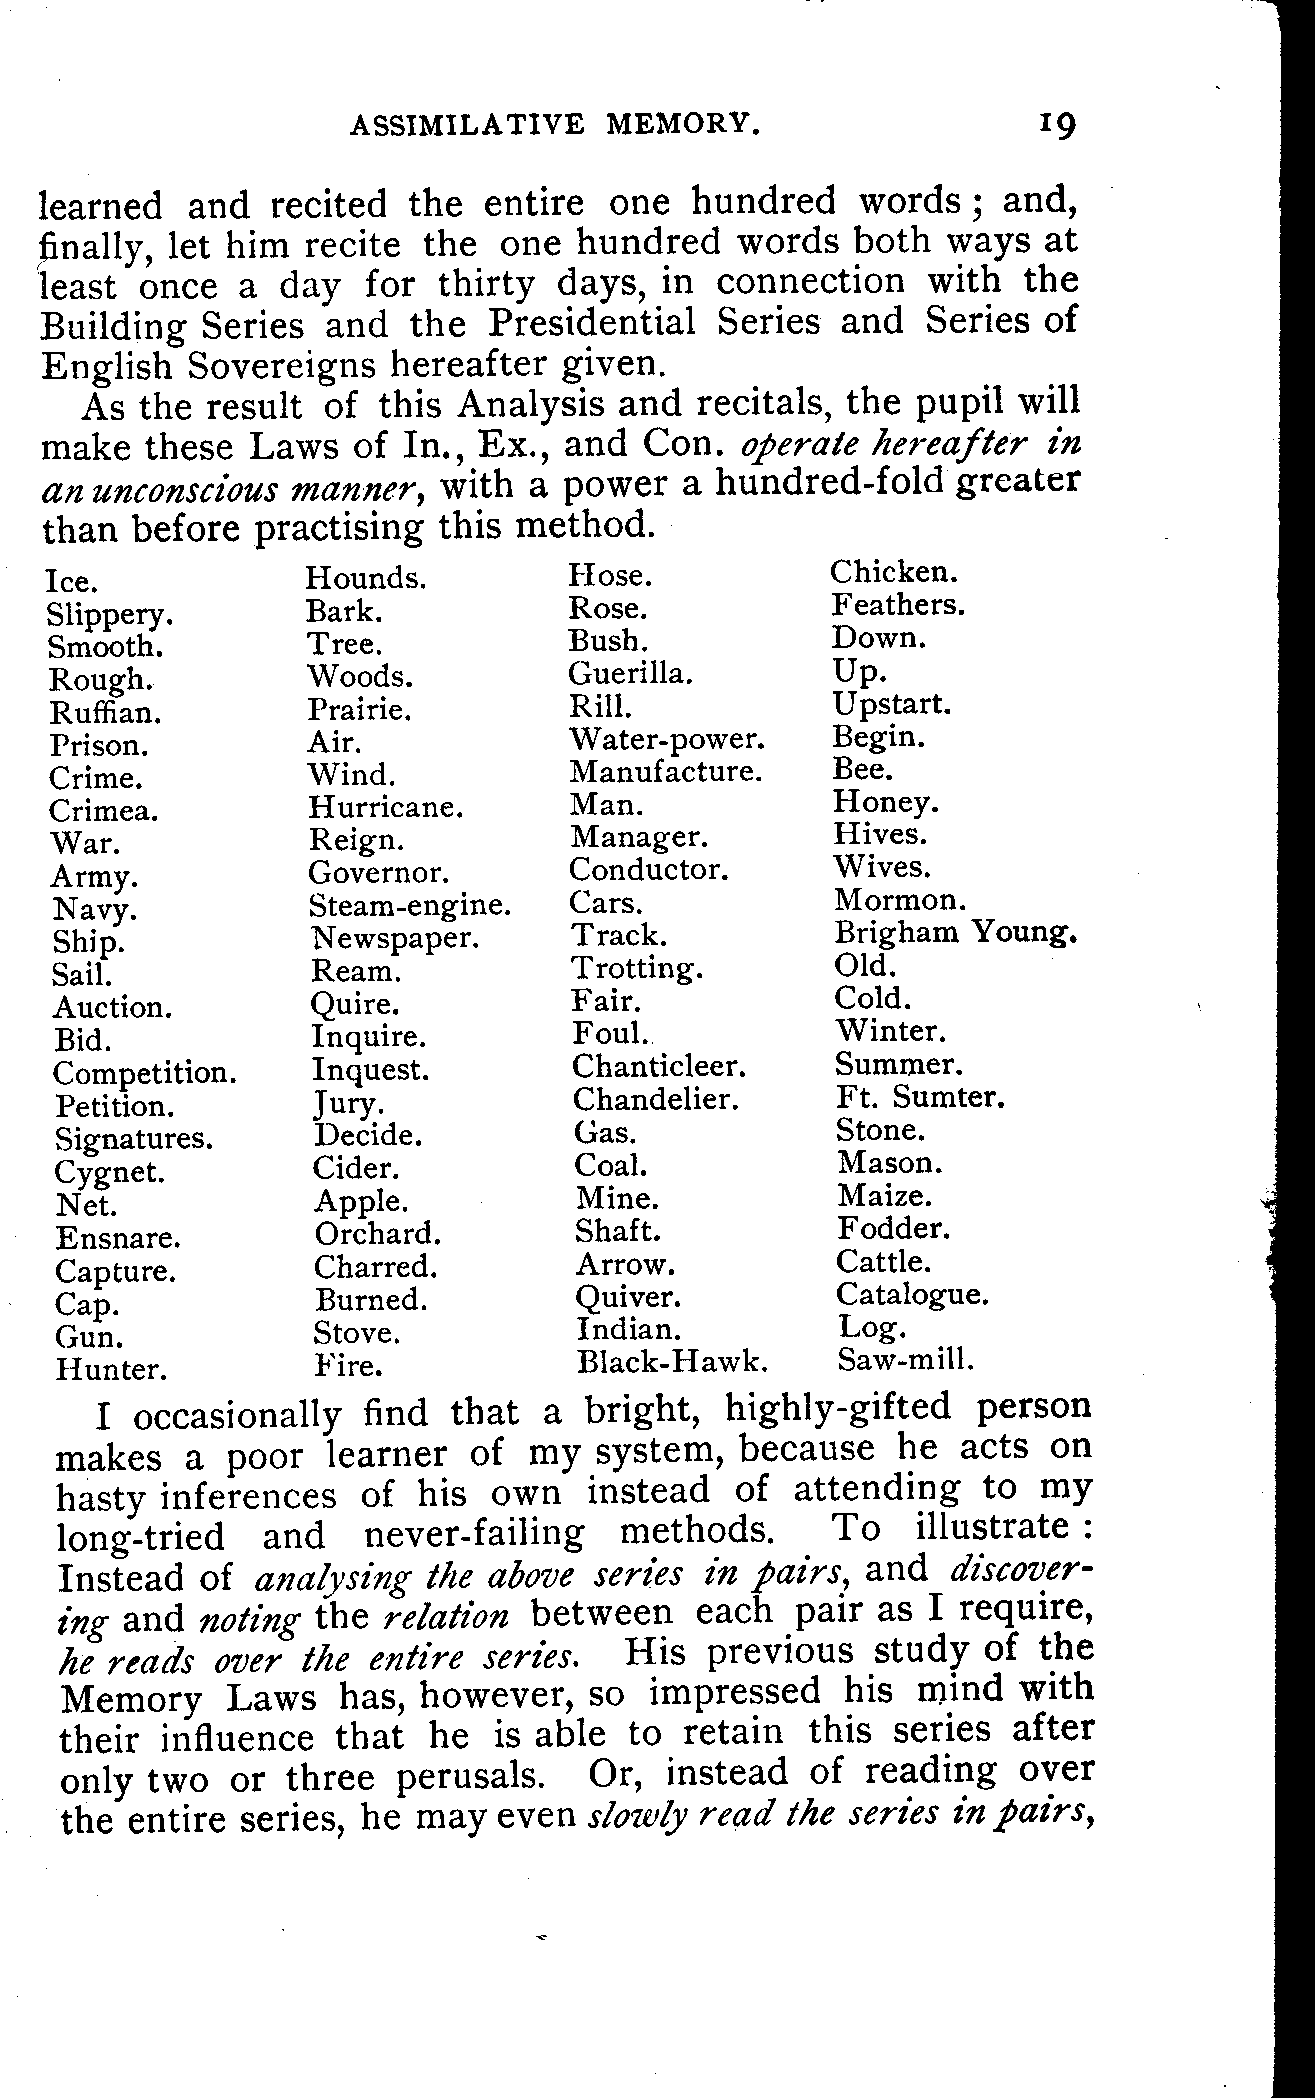 ASSIMILATIVE MEMORY. 19
learned and recited the entire one hundred words ; and,
finally, let him recite the one hundred words both ways at
least once a day for thirty days, in connection with the
Building Series and the Presidential Series and Series of
English Sovereigns hereafter given.
As the result of this Analysis and recitals, the pupil will
make these Laws of In., Ex., and Con. operate hereafter in
an unconscious manner, with a power a hundred-fold greater
than before practising this method.
Ice. Hounds. Hose. Chicken.
Slippery. Bark. Rose. Feathers.
Smooth. Tree. Bush. Down.
Rough. Woods. Guerilla. Up.
Ruffian. Prairie. Rill. Upstart.
Prison. Air. Water-power. Begin.
Crime. Wind. Manufacture. Bee.
Crimea. Hurricane. Man. Honey.
War. Reign. Manager. Hives.
Army. Governor. Conductor. Wives.
Navy. Steam-engine. Cars. Mormon.
Ship. Newspaper. Track. Brigham Young.
Sail. Ream. Trotting. Old.
Auction. Quire. Fair. Cold.
Bid. Inquire. Foul. Winter.
Competition. Inquest. Chanticleer. Summer.
Petition. Jury. Chandelier. Ft. Sumter.
Signatures. Decide. Gas. Stone.
Cygnet. Cider. Coal. Mason.
Net. Apple. Mine. Maize.
Ensnare. Orchard. Shaft. Fodder.
Capture. Charred. Arrow. Cattle.
Cap. Burned. Quiver. Catalogue.
Gun. Stove. Indian. Log.
Hunter. Fire. Black-Hawk. Saw-mill.
I occasionally find that a bright, highly-gifted person
makes a poor learner of my system, because he acts on
hasty inferences of his own instead of attending to my
long-tried and never-failing methods. To illustrate :
Instead of analysing the above series in pairs, and discover-
ing and noting the relation between each pair as I require,
he reads over the entire series. His previous study of the
Memory Laws has, however, so impressed his mind with
their influence that he is able to retain this series after
only two or three perusals. Or, instead of reading over
the entire series, he may even slowly read the series in pairs,